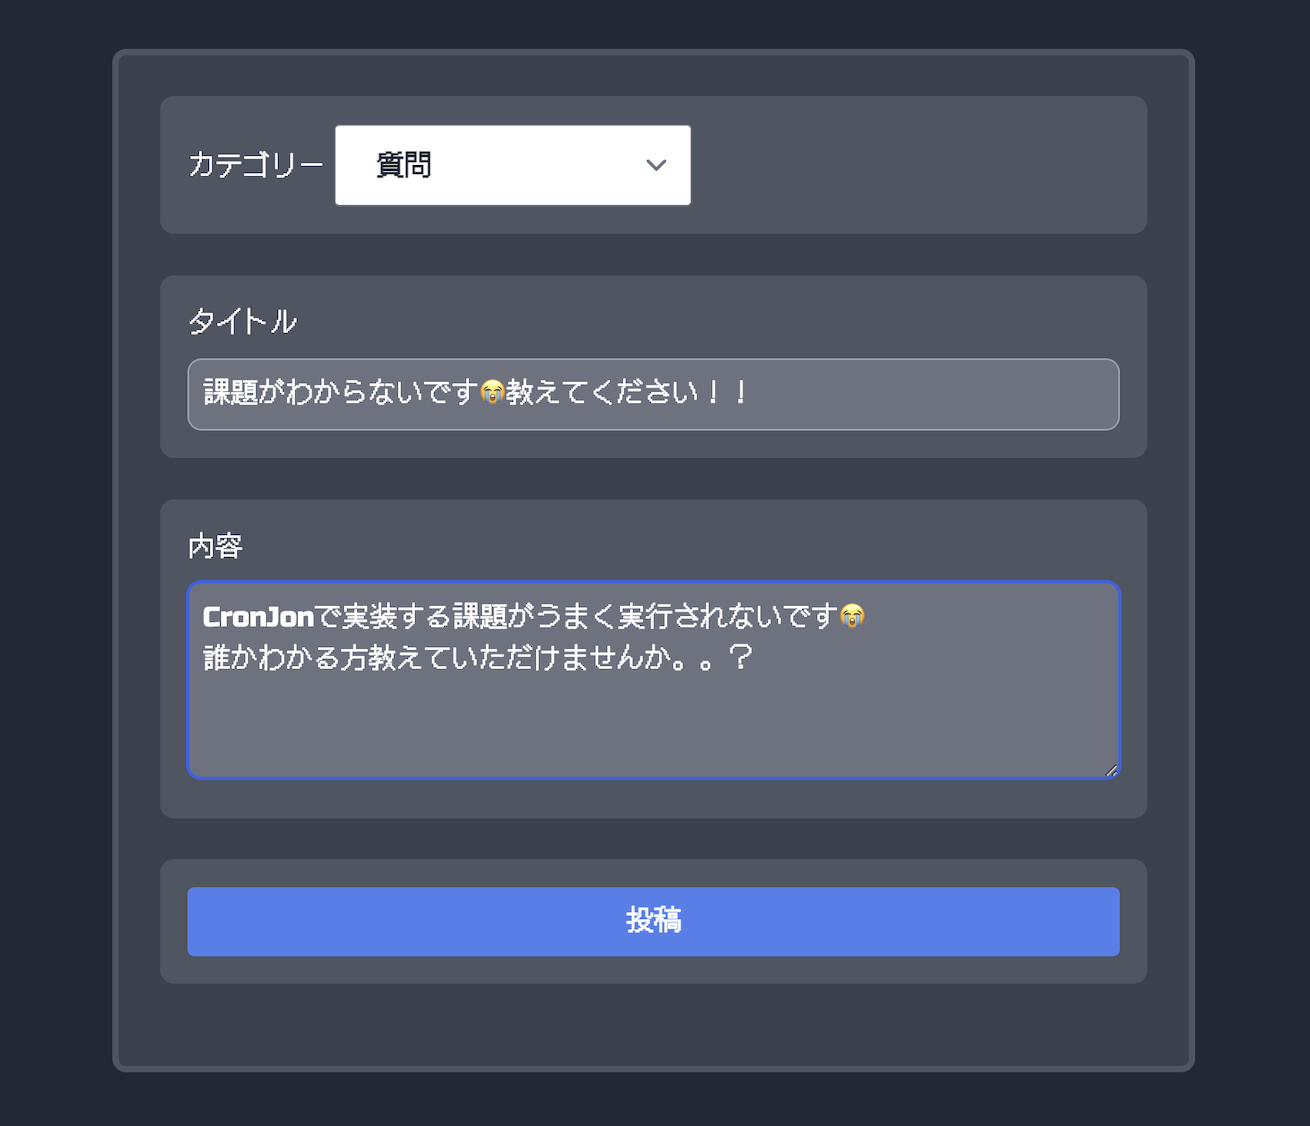 カテゴリー 質問
タイトル
課題がわからないです😭教えてください！！
内容
CronJonで実装する課題がうまく実行されないです😭
誰かわかる方教えていただけませんか。。？
投稿